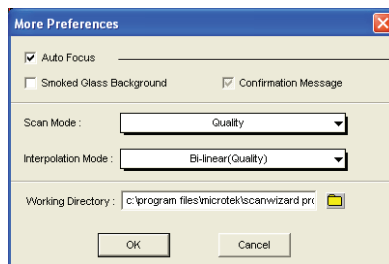 More Preferences
Auto Focus
Smoked Glass Background Confirmation Message
Scan Mode : Quality
Interpolation Mode : Bi-linear(Quality)
Working Directory : c:\program files\microtek\scanwizard pro
OK Cancel